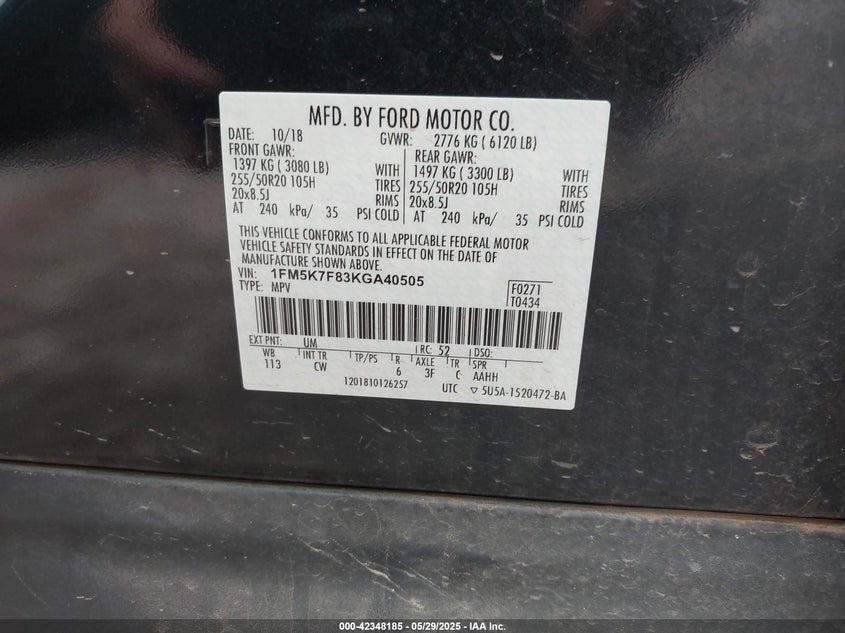 MFD. BY FORD MOTOR CO.
DATE: 10/18 GVWR: 2776 KG ( 6120 LB)
FRONT GAWR: REAR GAWR:
1397 KG ( 3080 LB) WITH 1497 KG ( 3300 LB) WITH
255/50R20 105H TIRES 255/50R20 105H TIRES
20x8.5J RIMS 20x8.5J RIMS
AT 240 kPa/ 35 PSI COLD AT 240 kPa/ 35 PSI COLD
THIS VEHICLE CONFORMS TO ALL APPLICABLE FEDERAL MOTOR
VEHICLE SAFETY STANDARDS IN EFFECT ON THE DATE OF
MANUFACTURE SHOWN ABOVE.
VIN: 1FM5K7F83KGA40505 F0271
TYPE: MPV T0434
EXT PNT: UM RC: 52 DSO:
WB INT TR TP/PS R AXLE TR SPR
113 CW 6 3F C AAHH
1201810126257 UTC ▽ 5U5A-1520472-BA
000-42348185 — 05/29/2025 — IAA Inc.